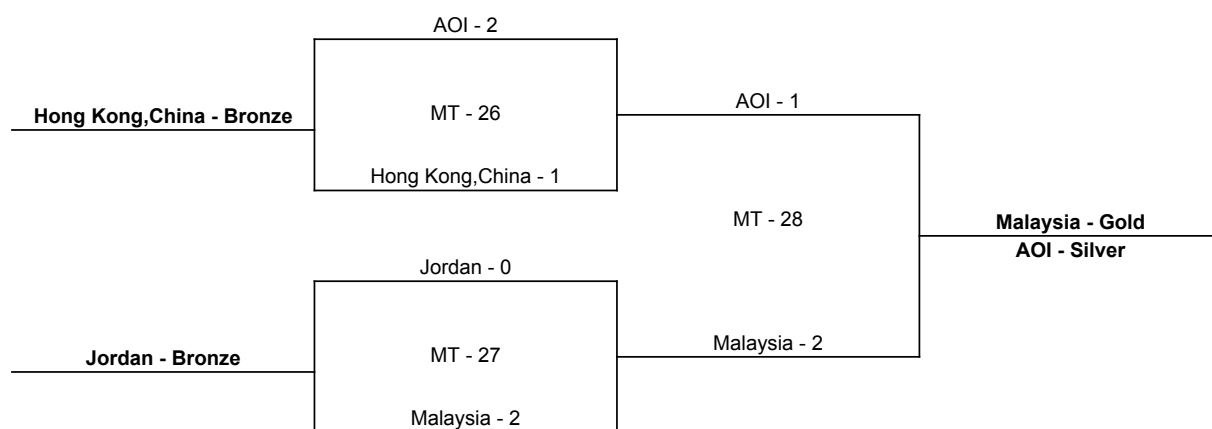 AOI - 2
Hong Kong,China - Bronze
MT - 26
AOI - 1
Hong Kong,China - 1
MT - 28
Malaysia - Gold
AOI - Silver
Jordan - 0
Jordan - Bronze
MT - 27
Malaysia - 2
Malaysia - 2